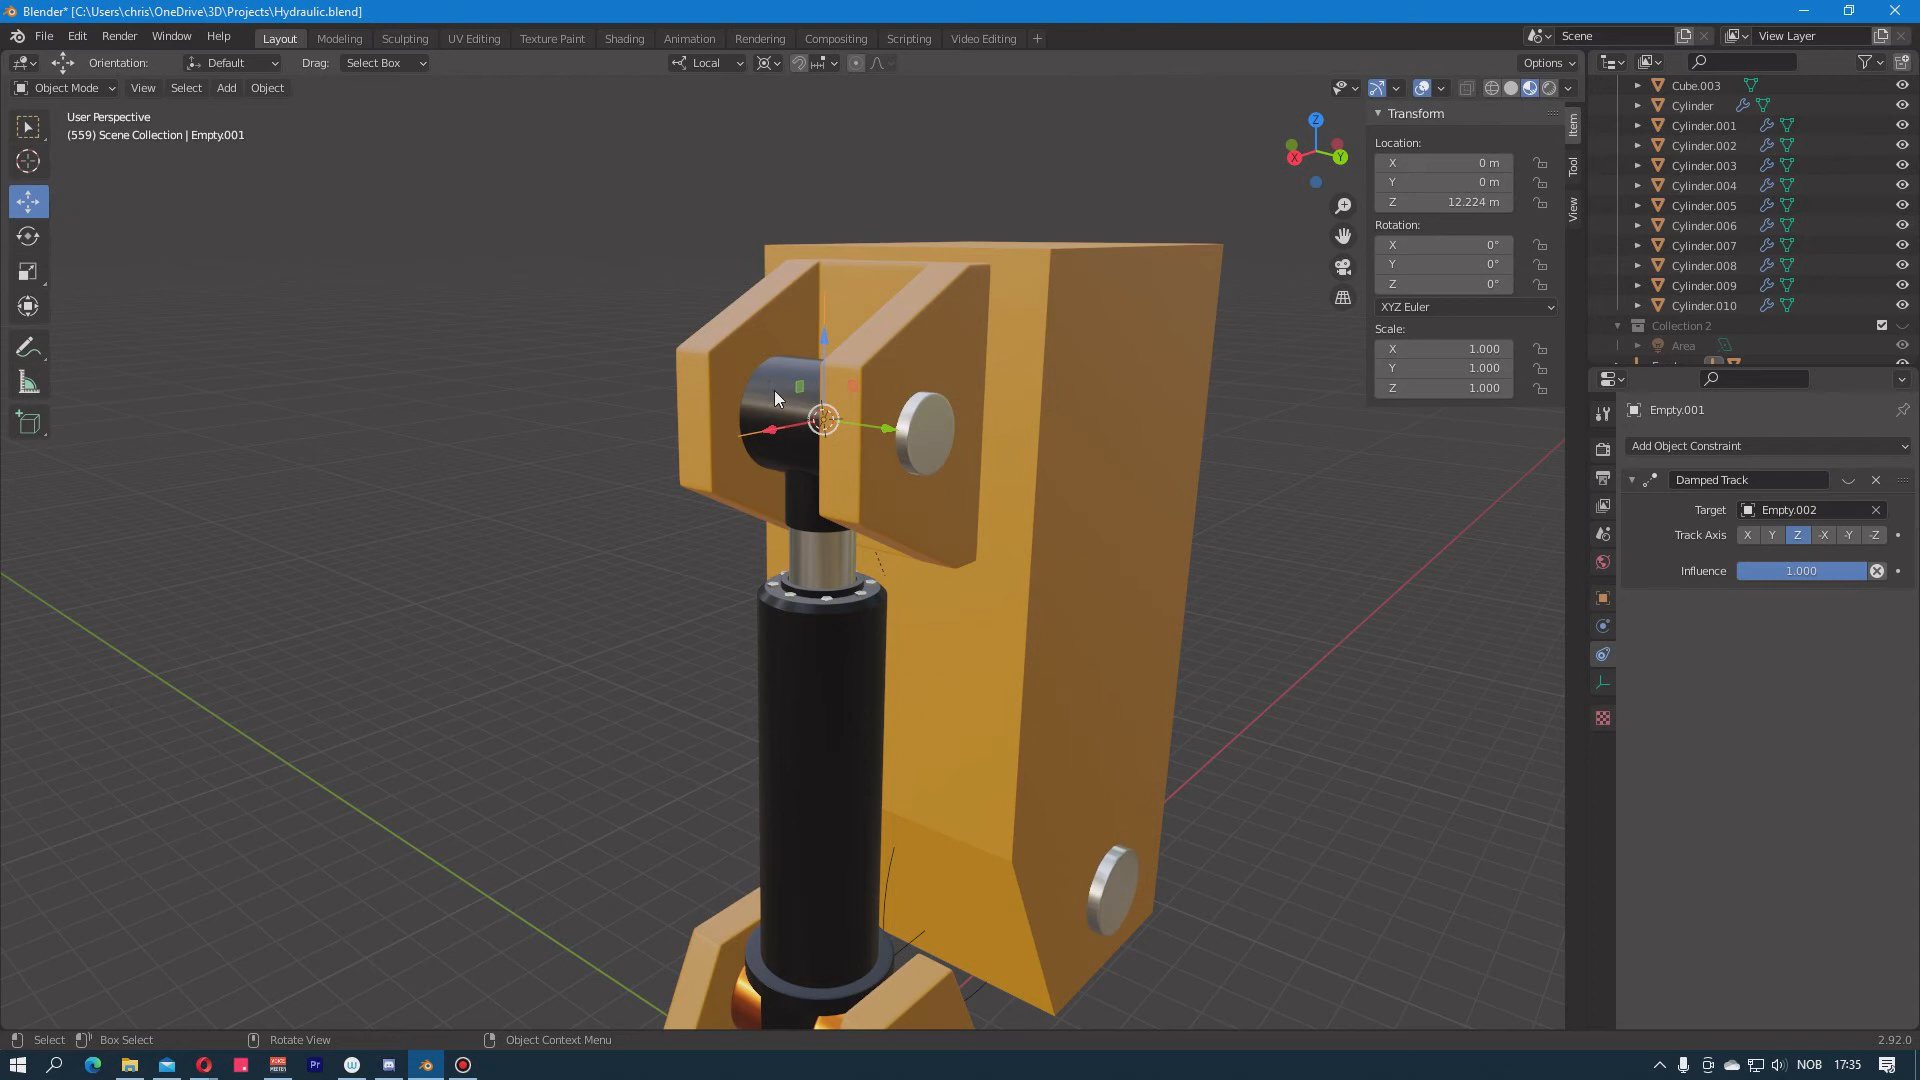 Blender* [C:\Users\chris\OneDrive\3D\Projects\Hydraulic.blend]
File Edit Render Window Help
Layout Modeling Sculpting UV Editing Texture Paint Shading Animation Rendering Compositing Scripting Video Editing +
Scene
View Layer
Orientation: Default Drag: Select Box Local Options
Object Mode View Select Add Object
User Perspective
(559) Scene Collection | Empty.001
Z
X
Y
Transform
Location:
X 0 m
Y 0 m
Z 12.224 m
Rotation:
X 0°
Y 0°
Z 0°
XYZ Euler
Scale:
X 1.000
Y 1.000
Z 1.000
Item
Tool
View
Cube.003
Cylinder
Cylinder.001
Cylinder.002
Cylinder.003
Cylinder.004
Cylinder.005
Cylinder.006
Cylinder.007
Cylinder.008
Cylinder.009
Cylinder.010
Collection 2
Area
Empty.001
Add Object Constraint
Damped Track
Target Empty.002
Track Axis X Y Z -X -Y -Z
Influence 1.000
Select Box Select Rotate View Object Context Menu 2.92.0
Pr w NOB 17:35